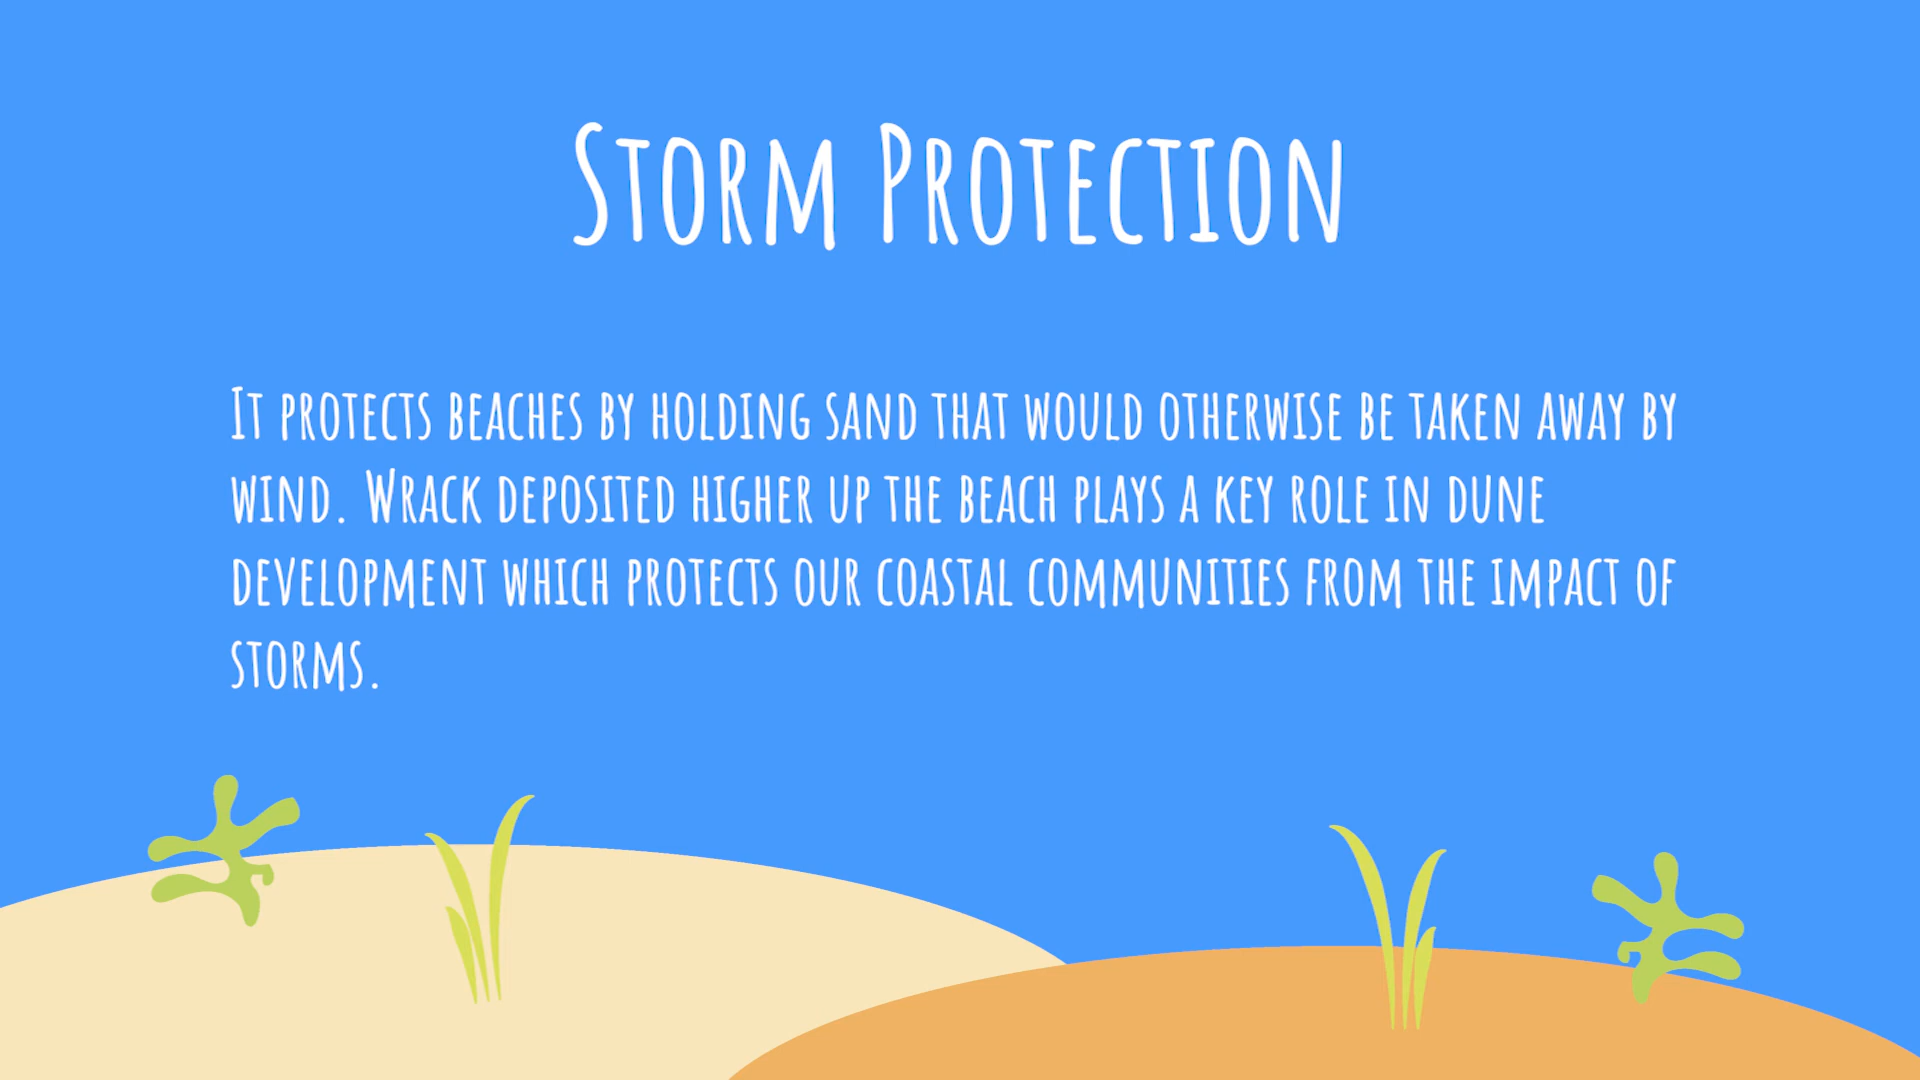 Storm Protection
It protects beaches by holding sand that would otherwise be taken away by
wind. Wrack deposited higher up the beach plays a key role in dune
development which protects our coastal communities from the impact of
storms.